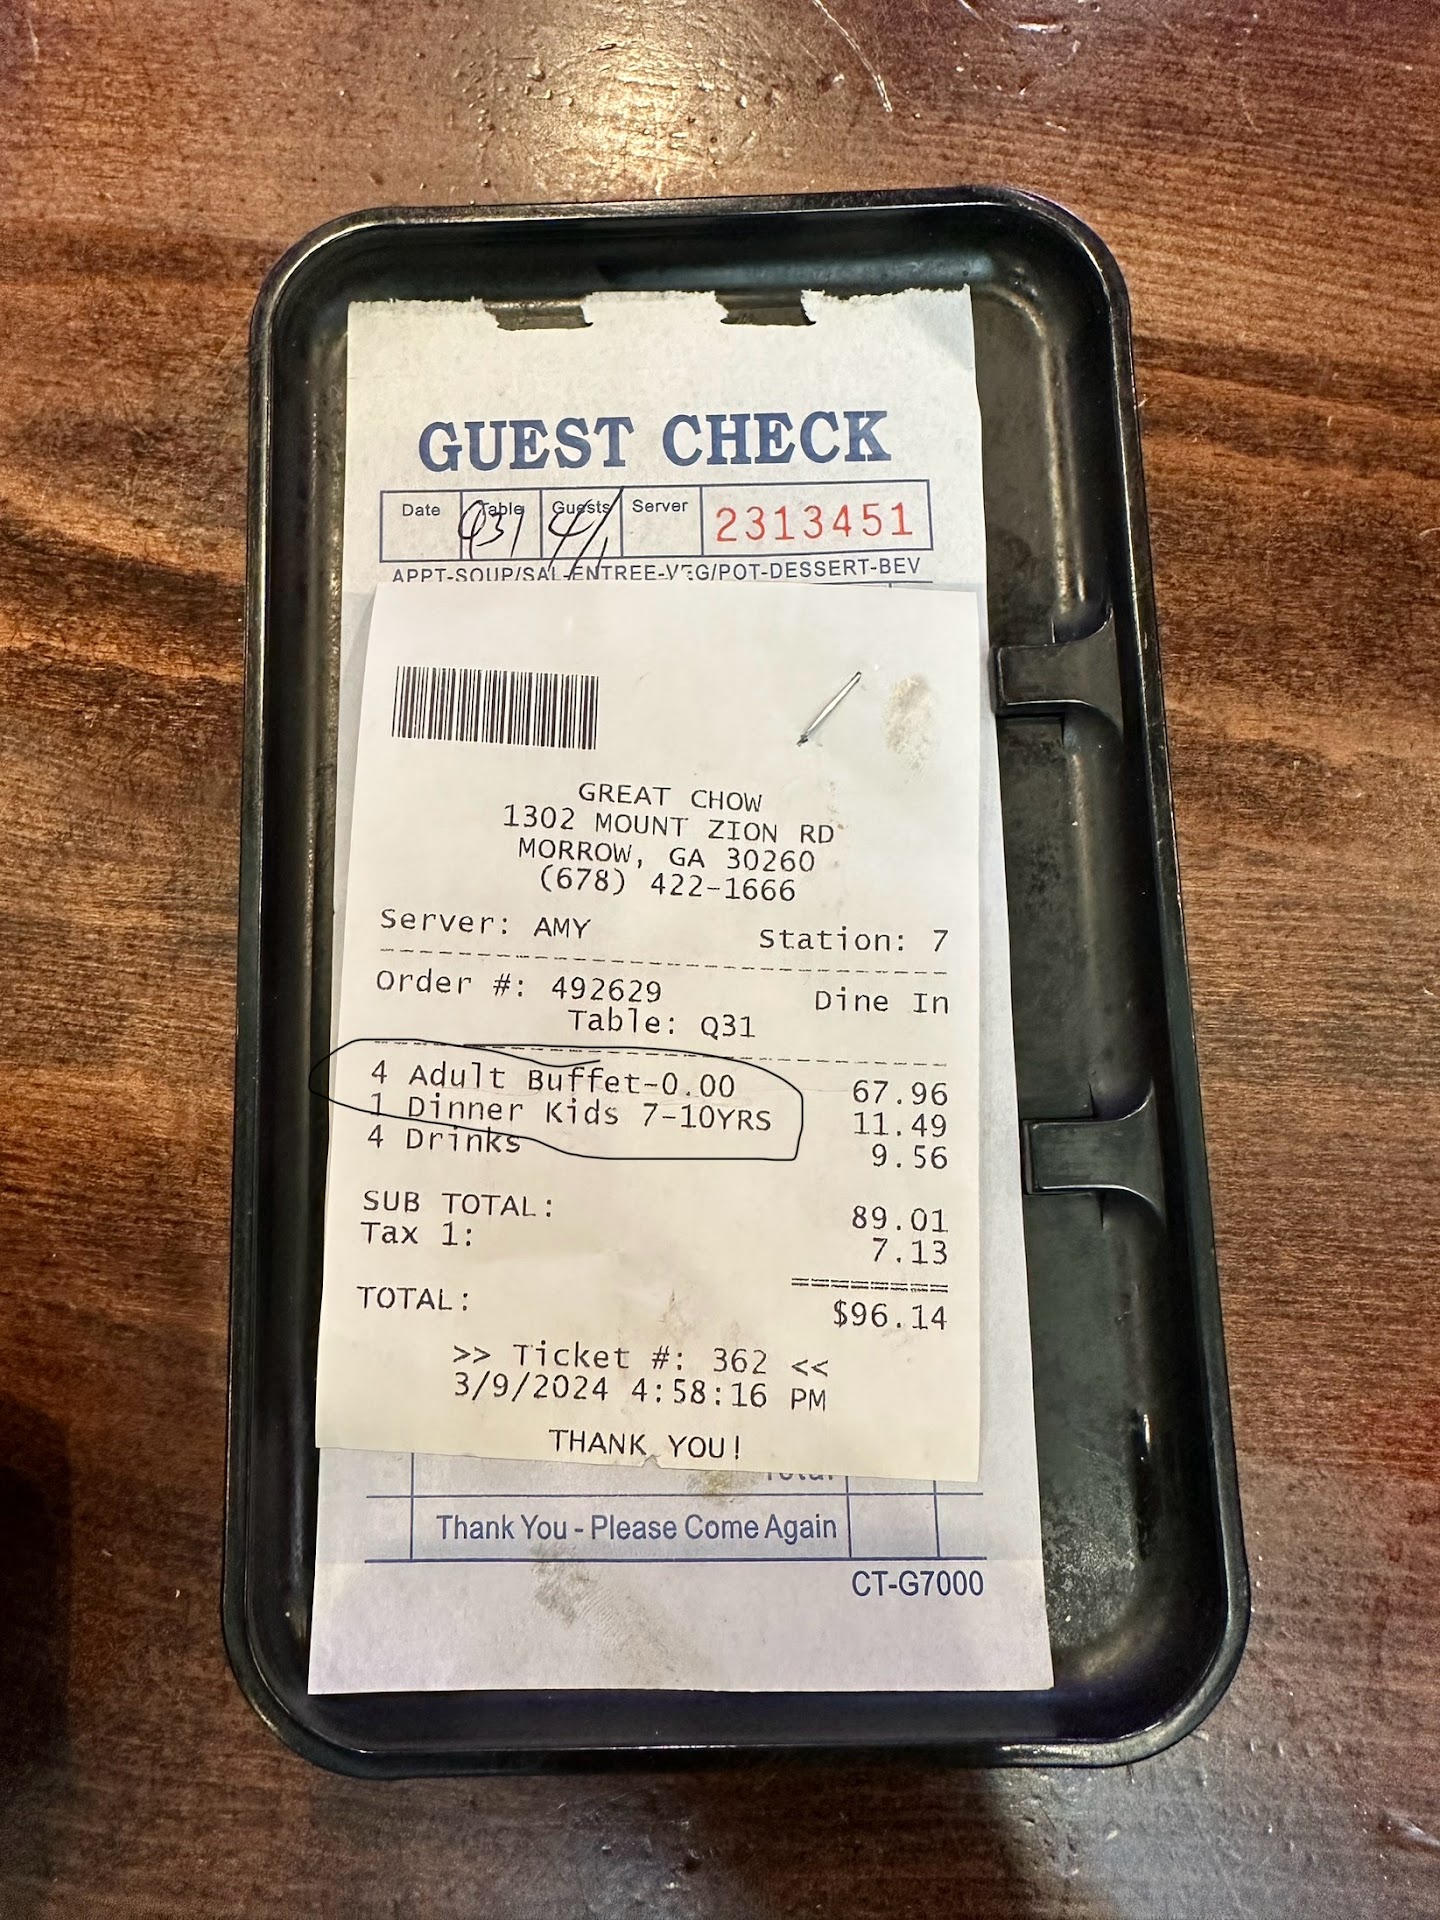 GUEST CHECK
Date Table Guests Server 2313451
Q31 4/1
APPT-SOUP/SAL-ENTREE-VEG/POT-DESSERT-BEV
GREAT CHOW
1302 MOUNT ZION RD
MORROW, GA 30260
(678) 422-1666
Server: AMY Station: 7
Order #: 492629 Dine In
Table: Q31
4 Adult Buffet-0.00 67.96
1 Dinner Kids 7-10YRS 11.49
4 Drinks 9.56
SUB TOTAL: 89.01
Tax 1: 7.13
TOTAL: $96.14
>> Ticket #: 362 <<
3/9/2024 4:58:16 PM
THANK YOU!
Total
Thank You - Please Come Again
CT-G7000